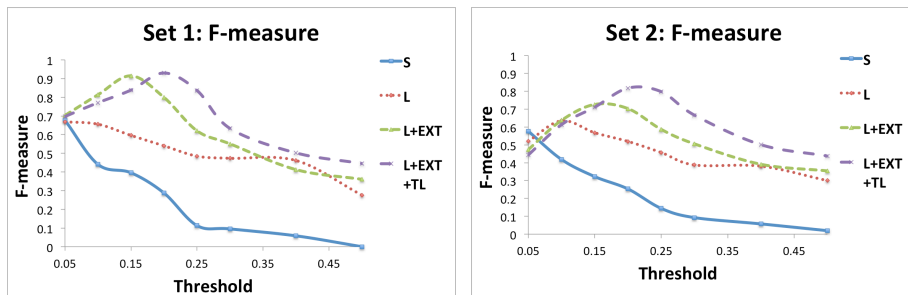 Set 1: F-measure
1
0.9
0.8
0.7
0.6
0.5
0.4
0.3
0.2
0.1
0
F-measure
0.05
0.15
0.25
0.35
0.45
Threshold
S
L
L+EXT
L+EXT
+TL
Set 2: F-measure
1
0.9
0.8
0.7
0.6
0.5
0.4
0.3
0.2
0.1
0
F-measure
0.05
0.15
0.25
0.35
0.45
Threshold
S
L
L+EXT
L+EXT
+TL